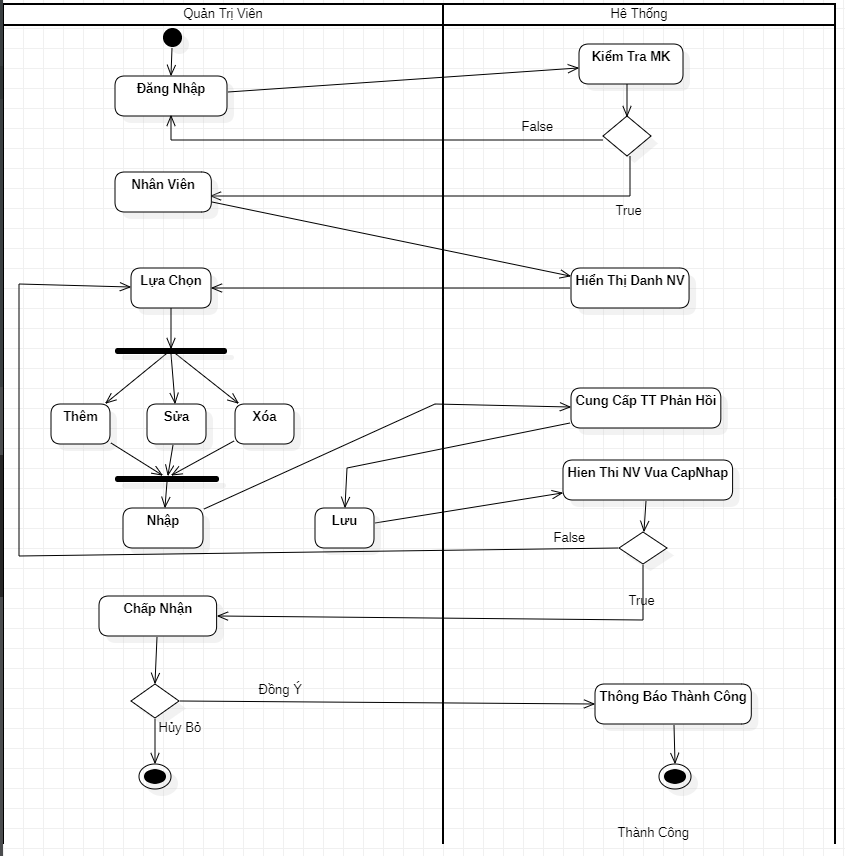 Quản Trị Viên
Hê Thống
Kiểm Tra MK
Đăng Nhập
False
Nhân Viên
True
Lựa Chọn
Hiển Thị Danh NV
Thêm
Sửa
Xóa
Cung Cấp TT Phản Hồi
Hien Thi NV Vua CapNhap
Nhập
Lưu
False
Chấp Nhận
True
Đồng Ý
Thông Báo Thành Công
Hủy Bỏ
Thành Công